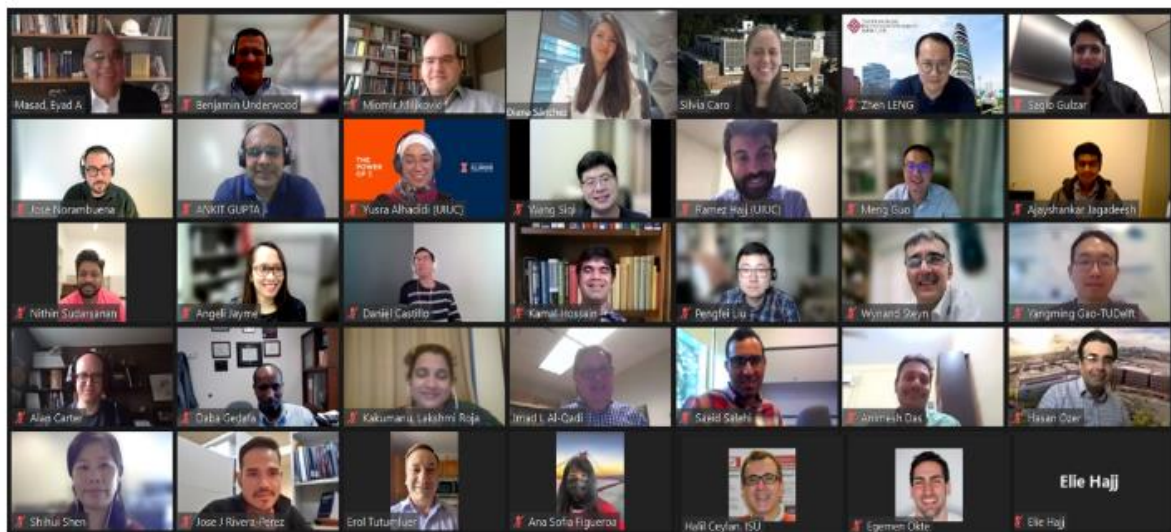 Masad, Eyad A
Benjamin Underwood
Miomir Miljković
Diana Sánchez
Silvia Caro
Zhen LENG
Saqib Gulzar
Jose Norambuena
ANKIT GUPTA
THE
POWER
OF
Yusra Alhadidi (UIUC)
Wang Siqi
Ramez Hajj (UIUC)
Meng Guo
Ajayshankar Jagadeesh
Nithin Sudarsanan
Angeli Jayme
Daniel Castillo
Kamal Hossain
Pengfei Liu
Wynand Steyn
Yangming Gao-TUDelft
Alan Carter
Daba Gedafa
Kakumanu, Lakshmi Roja
Imad L Al-Qadi
Saeid Salehi
Animesh Das
Hasan Ozer
Shihui Shen
Jose J Rivera-Perez
Erol Tutumluer
Ana Sofia Figueroa
Halil Ceylan, ISU
Egemen Okte
Elie Hajj
Elie Hajj